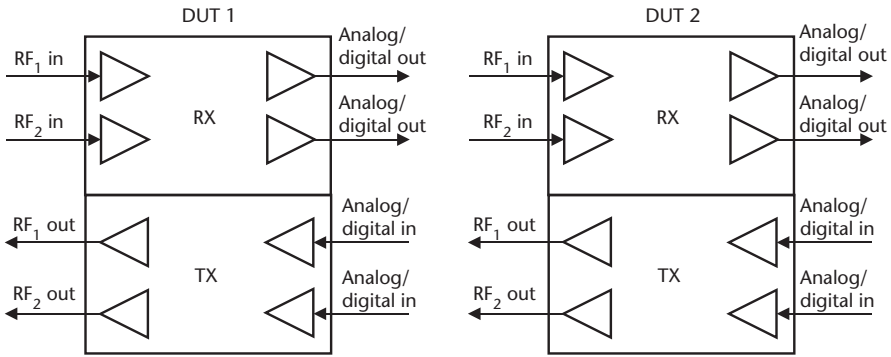 DUT 1
RF1 in
RF2 in
RX
Analog/
digital out
Analog/
digital out
RF1 out
RF2 out
TX
Analog/
digital in
Analog/
digital in
DUT 2
RF1 in
RF2 in
RX
Analog/
digital out
Analog/
digital out
RF1 out
RF2 out
TX
Analog/
digital in
Analog/
digital in